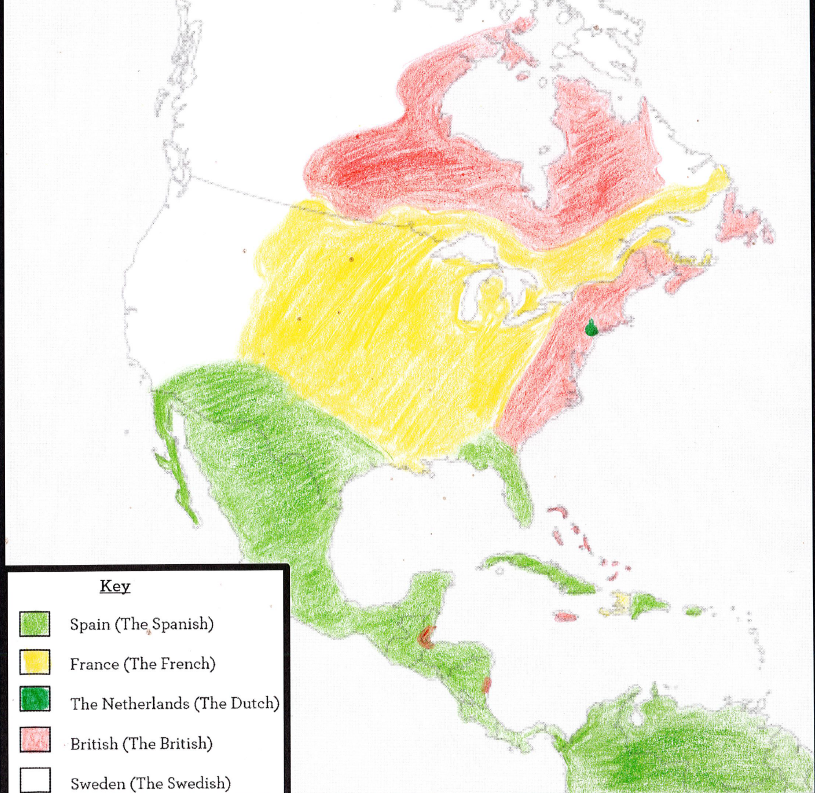 Key
Spain (The Spanish)
France (The French)
The Netherlands (The Dutch)
British (The British)
Sweden (The Swedish)